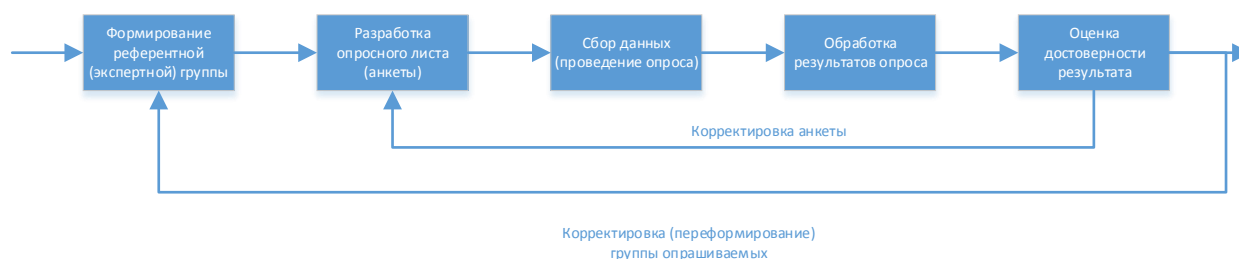 Формирование
референтной
(экспертной) группы
Разработка
опросного листа
(анкеты)
Сбор данных
(проведение опроса)
Обработка
результатов опроса
Оценка
достоверности
результата
Корректировка анкеты
Корректировка (переформирование)
группы опрашиваемых